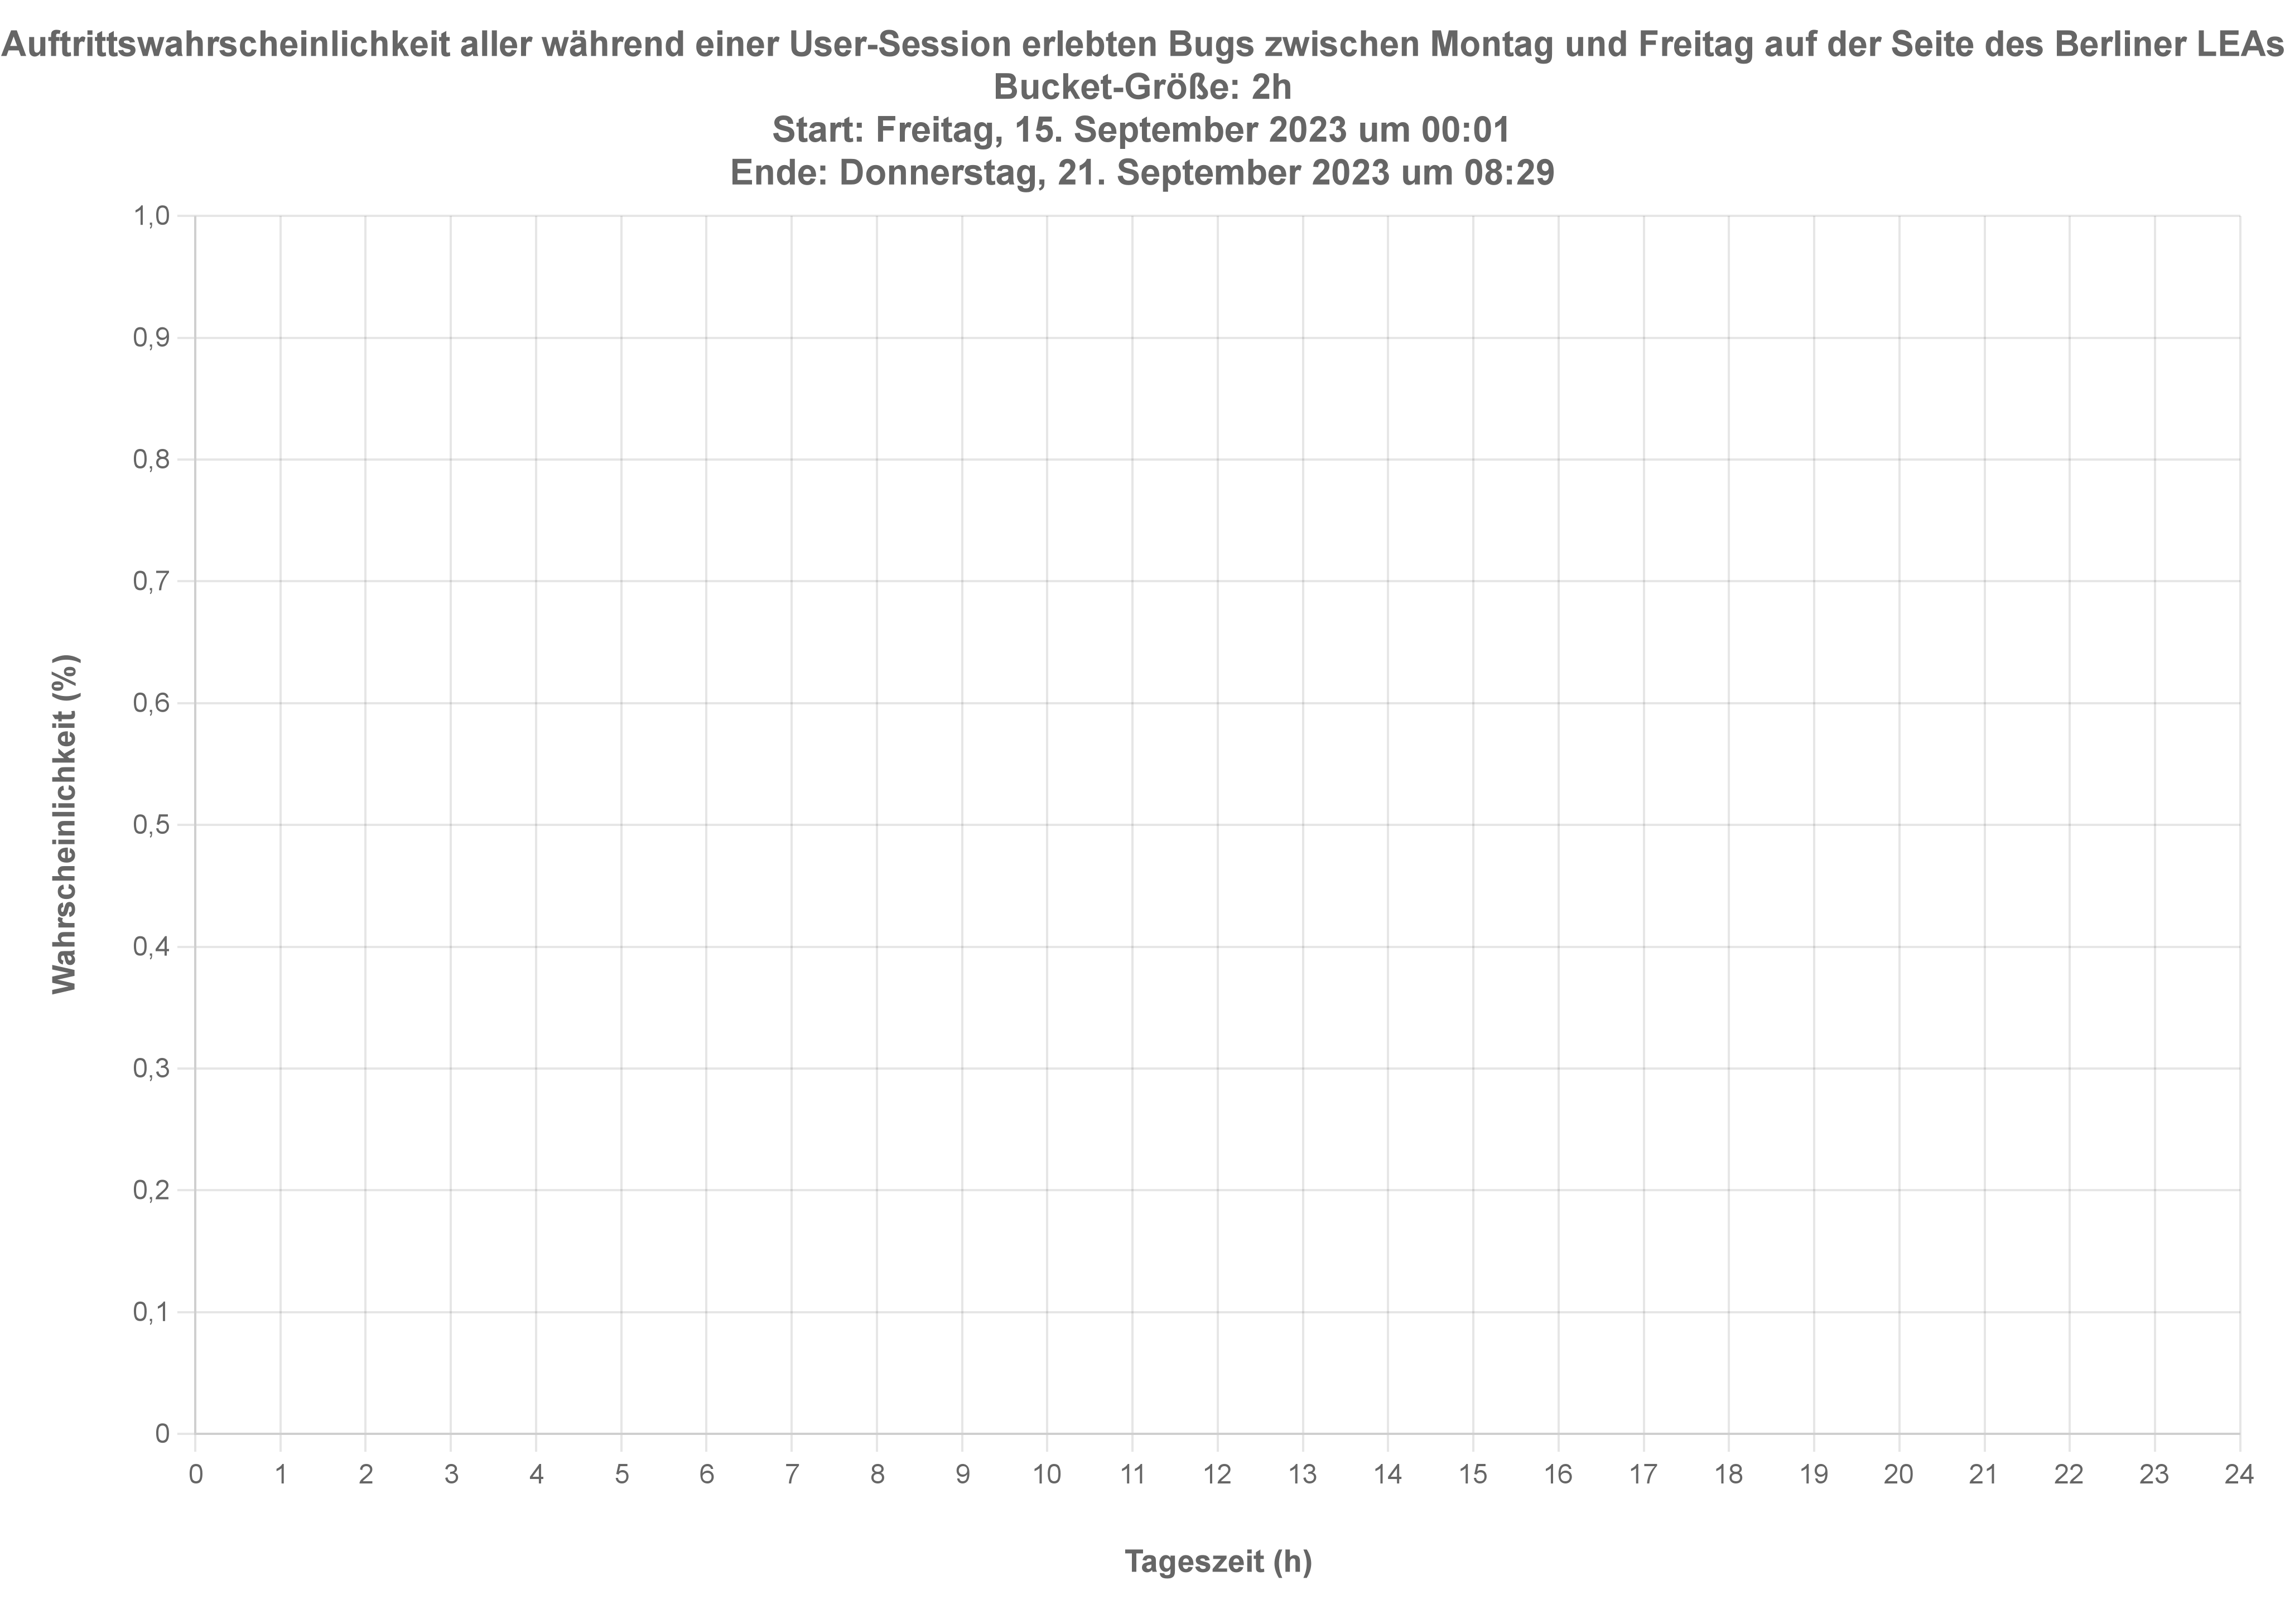 Auftrittswahrscheinlichkeit aller während einer User-Session erlebten Bugs zwischen Montag und Freitag auf der Seite des Berliner LEAs
Bucket-Größe: 2h
Start: Freitag, 15. September 2023 um 00:01
Ende: Donnerstag, 21. September 2023 um 08:29
1,0
0,9
0,8
0,7
0,6
0,5
0,4
0,3
0,2
0,1
0
Wahrscheinlichkeit (%)
0 1 2 3 4 5 6 7 8 9 10 11 12 13 14 15 16 17 18 19 20 21 22 23 24
Tageszeit (h)